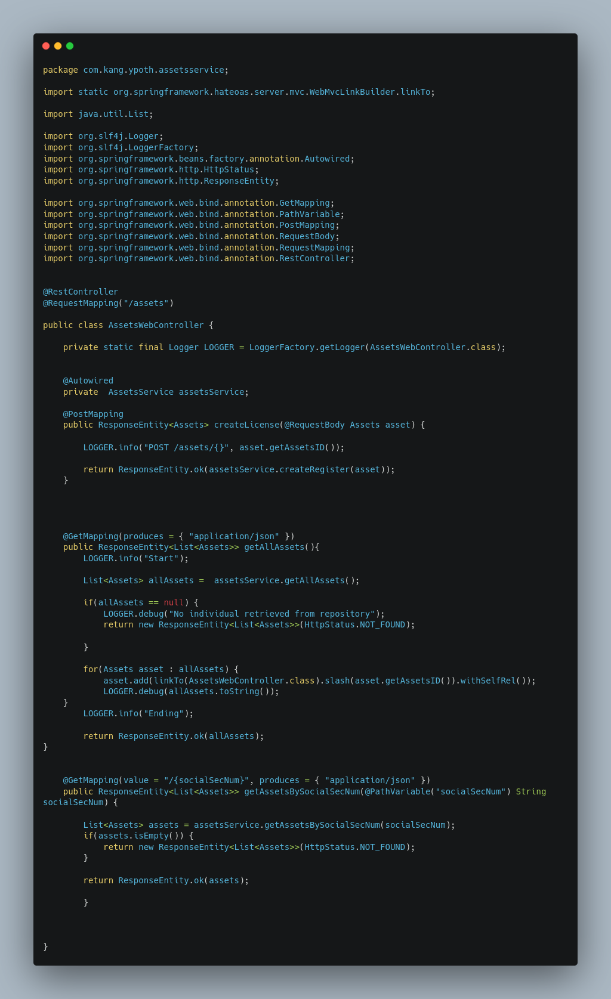 package com.kang.ypoth.assetsservice;
import static org.springframework.hateoas.server.mvc.WebMvcLinkBuilder.linkTo;
import java.util.List;
import org.slf4j.Logger;
import org.slf4j.LoggerFactory;
import org.springframework.beans.factory.annotation.Autowired;
import org.springframework.http.HttpStatus;
import org.springframework.http.ResponseEntity;
import org.springframework.web.bind.annotation.GetMapping;
import org.springframework.web.bind.annotation.PathVariable;
import org.springframework.web.bind.annotation.PostMapping;
import org.springframework.web.bind.annotation.RequestBody;
import org.springframework.web.bind.annotation.RequestMapping;
import org.springframework.web.bind.annotation.RestController;
@RestController
@RequestMapping("/assets")
public class AssetsWebController {
    private static final Logger LOGGER = LoggerFactory.getLogger(AssetsWebController.class);
    @Autowired
    private  AssetsService assetsService;
    @PostMapping
    public ResponseEntity<Assets> createLicense(@RequestBody Assets asset) {
        LOGGER.info("POST /assets/{}", asset.getAssetsID());
        return ResponseEntity.ok(assetsService.createRegister(asset));
    }
    @GetMapping(produces = { "application/json" })
    public ResponseEntity<List<Assets>> getAllAssets(){
        LOGGER.info("Start");
        List<Assets> allAssets =  assetsService.getAllAssets();
        if(allAssets == null) {
            LOGGER.debug("No individual retrieved from repository");
            return new ResponseEntity<List<Assets>>(HttpStatus.NOT_FOUND);
        }
        for(Assets asset : allAssets) {
            asset.add(linkTo(AssetsWebController.class).slash(asset.getAssetsID()).withSelfRel());
            LOGGER.debug(allAssets.toString());
    }
        LOGGER.info("Ending");
        return ResponseEntity.ok(allAssets);
}
    @GetMapping(value = "/{socialSecNum}", produces = { "application/json" })
    public ResponseEntity<List<Assets>> getAssetsBySocialSecNum(@PathVariable("socialSecNum") String
socialSecNum) {
        List<Assets> assets = assetsService.getAssetsBySocialSecNum(socialSecNum);
        if(assets.isEmpty()) {
            return new ResponseEntity<List<Assets>>(HttpStatus.NOT_FOUND);
        }
        return ResponseEntity.ok(assets);
        }
}